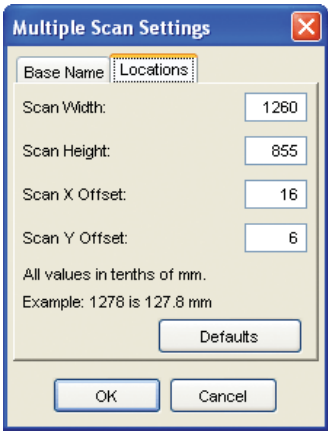 Multiple Scan Settings
Base Name Locations
Scan Width: 1260
Scan Height: 855
Scan X Offset: 16
Scan Y Offset: 6
All values in tenths of mm.
Example: 1278 is 127.8 mm
Defaults
OK Cancel